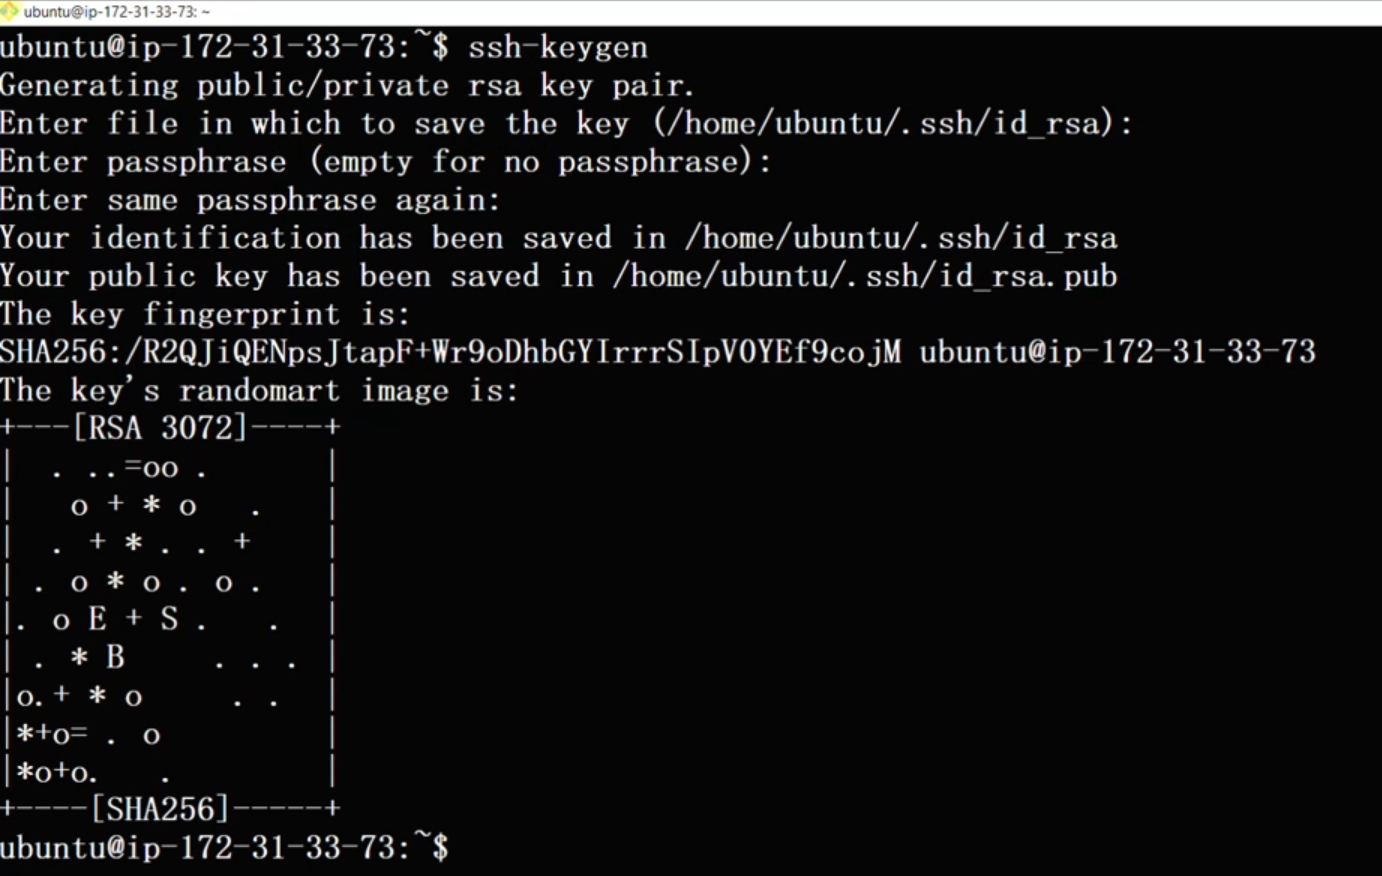 ubuntu@ip-172-31-33-73: ~
ubuntu@ip-172-31-33-73:~$ ssh-keygen
Generating public/private rsa key pair.
Enter file in which to save the key (/home/ubuntu/.ssh/id_rsa):
Enter passphrase (empty for no passphrase):
Enter same passphrase again:
Your identification has been saved in /home/ubuntu/.ssh/id_rsa
Your public key has been saved in /home/ubuntu/.ssh/id_rsa.pub
The key fingerprint is:
SHA256:/R2QJiQENpsJtapF+Wr9oDhbGYIrrrSIpV0YEf9cojM ubuntu@ip-172-31-33-73
The key's randomart image is:
+---[RSA 3072]----+
|  . ..=oo .      |
|   o + * o   .   |
|  . + * . . +    |
| . o * o . o .   |
|. o E + S .   .  |
| . * B     . . . |
|o.+ * o     . .  |
|*+o= . o         |
|*o+o.   .        |
+----[SHA256]-----+
ubuntu@ip-172-31-33-73:~$